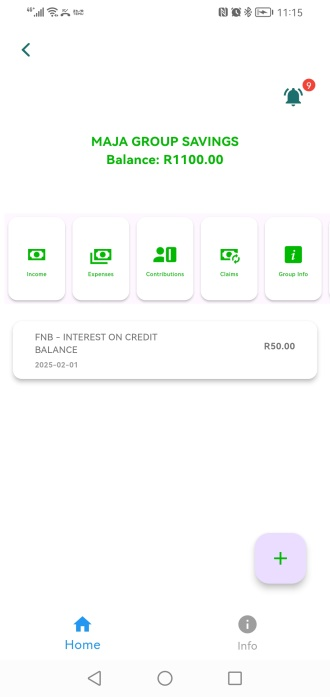 11:15
9
MAJA GROUP SAVINGS
Balance: R1100.00
Income
Expenses
Contributions
Claims
Group Info
FNB - INTEREST ON CREDIT
BALANCE
R50.00
2025-02-01
Home
Info